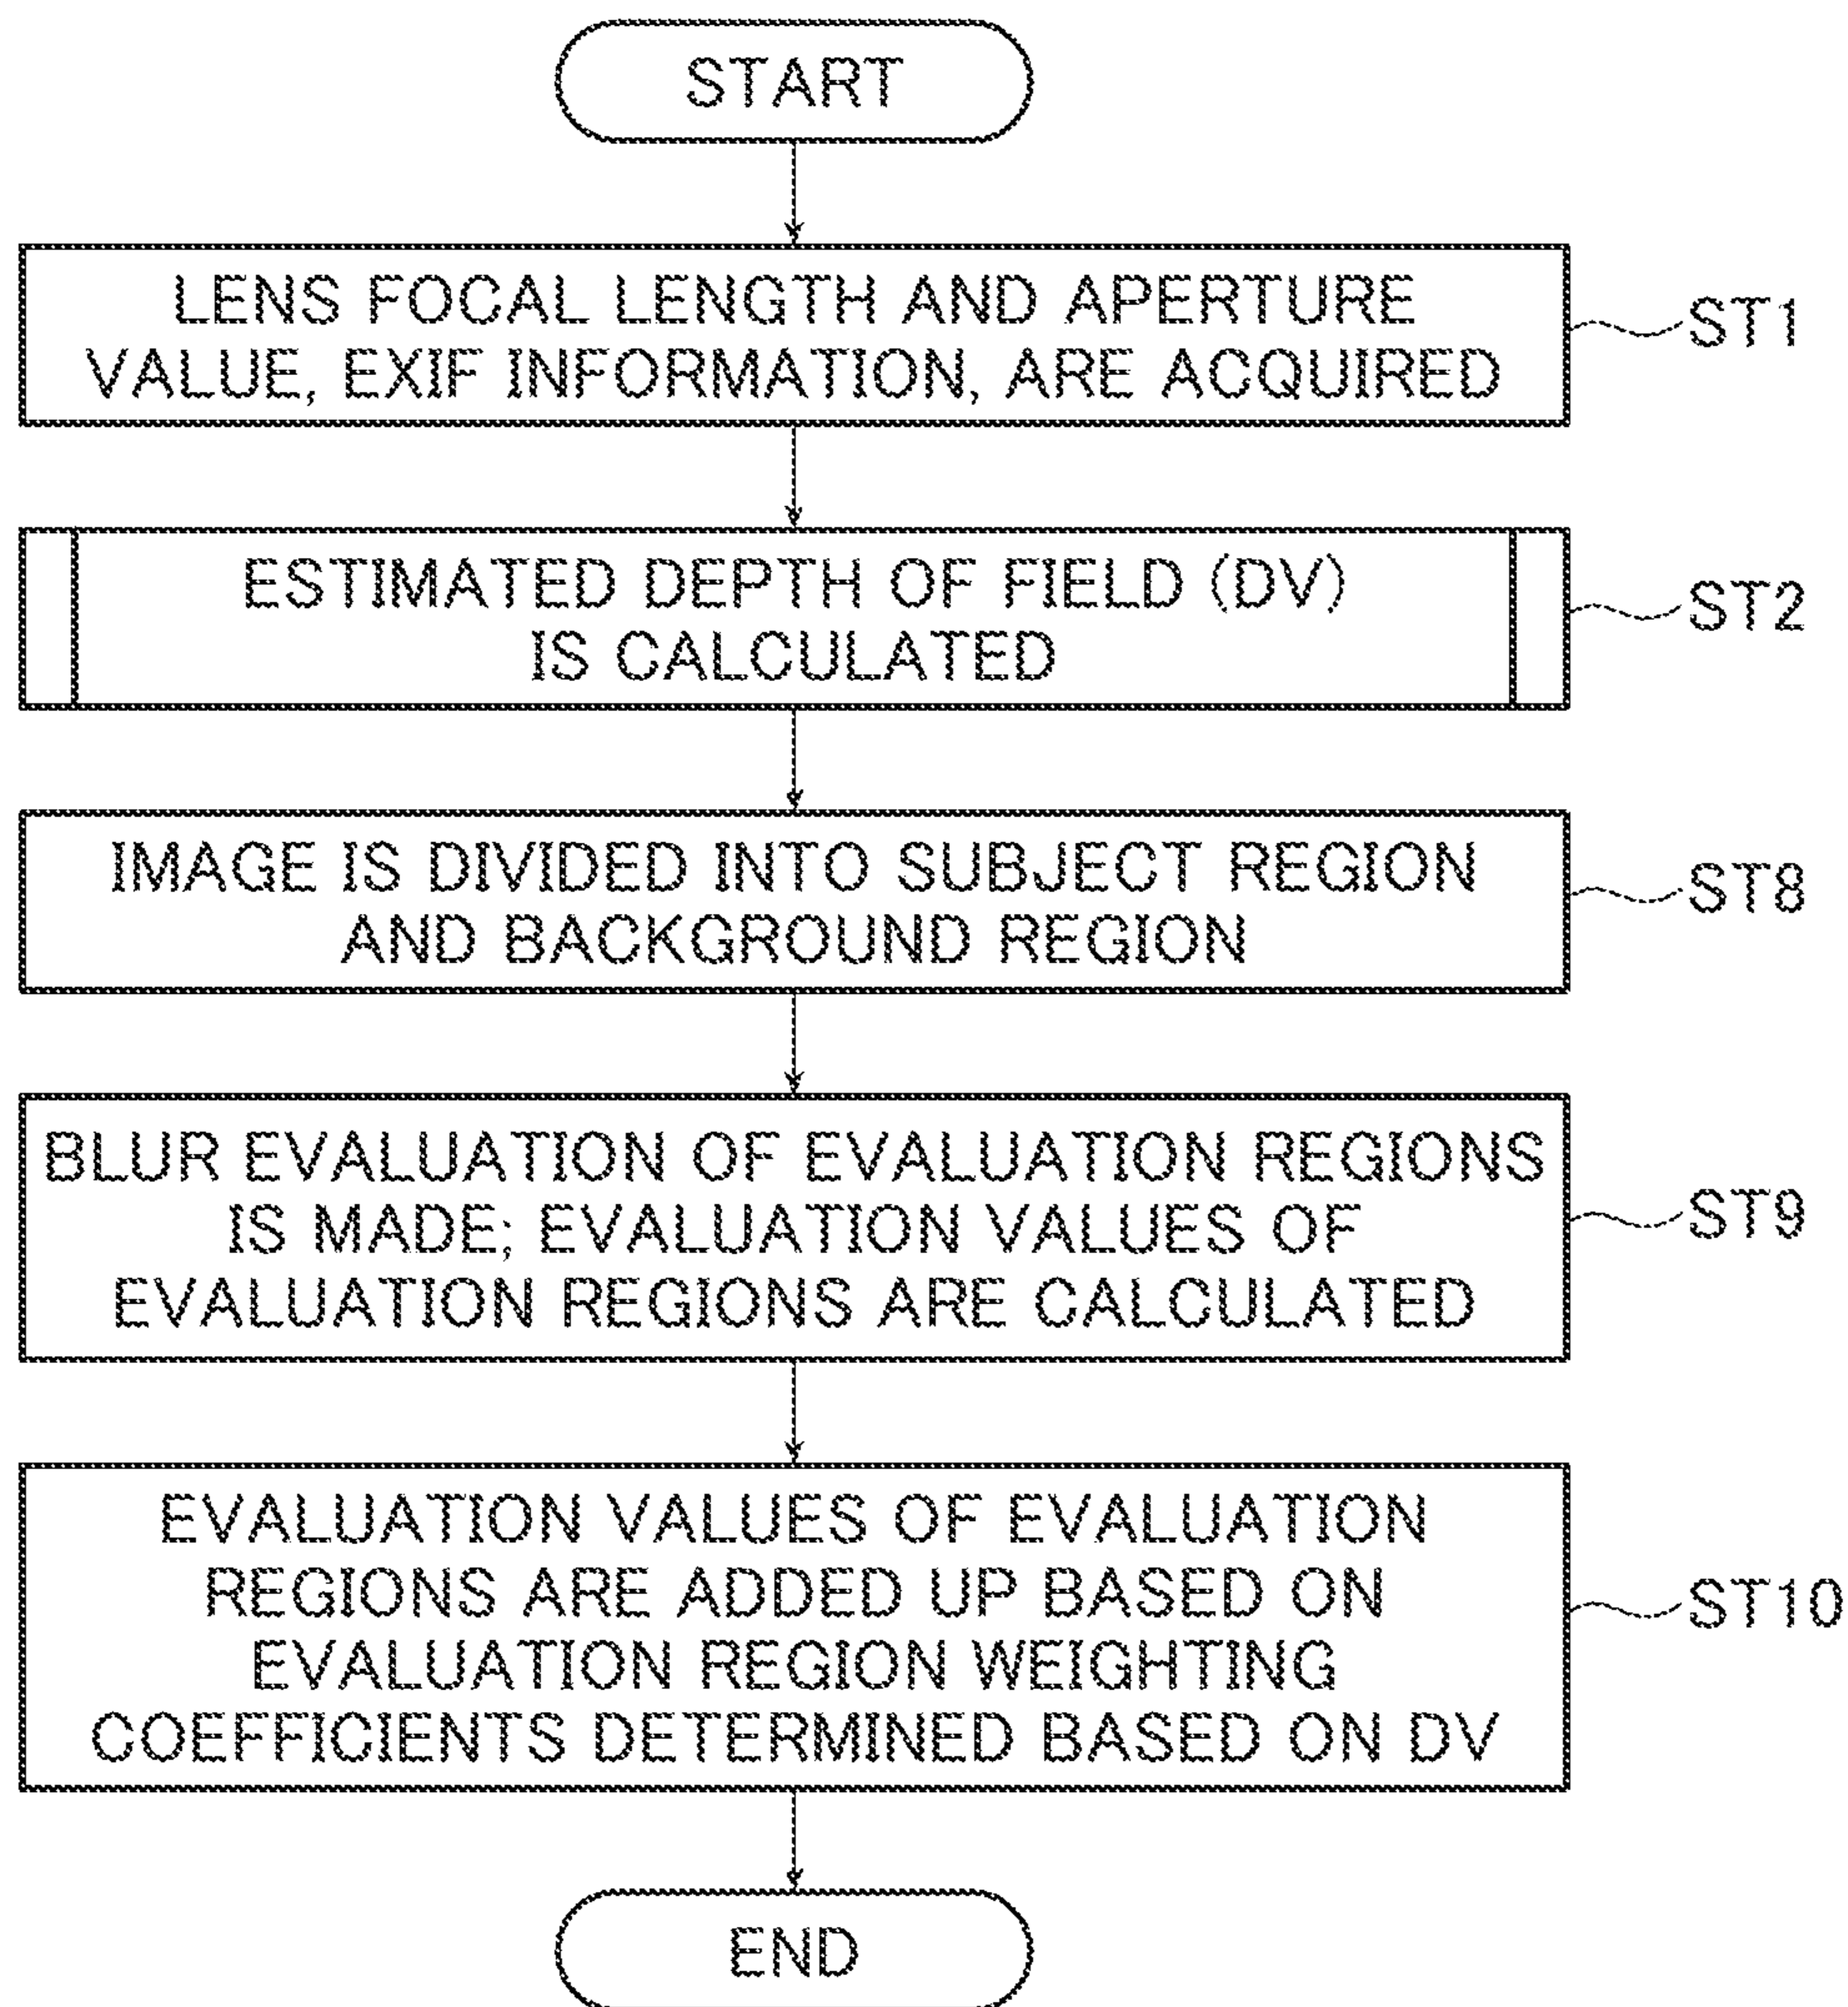 START
LENS FOCAL LENGTH AND APERTURE
VALUE, EXIF INFORMATION, ARE ACQUIRED
ST1
ESTIMATED DEPTH OF FIELD (DV)
IS CALCULATED
ST2
IMAGE IS DIVIDED INTO SUBJECT REGION
AND BACKGROUND REGION
ST8
BLUR EVALUATION OF EVALUATION REGIONS
IS MADE; EVALUATION VALUES OF
EVALUATION REGIONS ARE CALCULATED
ST9
EVALUATION VALUES OF EVALUATION
REGIONS ARE ADDED UP BASED ON
EVALUATION REGION WEIGHTING
COEFFICIENTS DETERMINED BASED ON DV
ST10
END